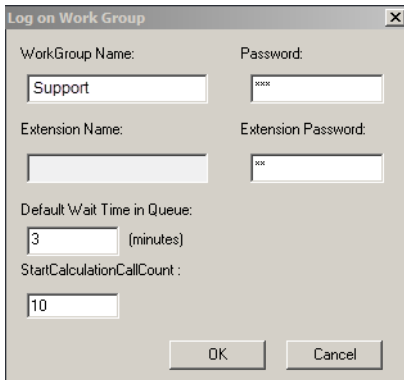 Log on Work Group
WorkGroup Name: Password:
Support ***
Extension Name: Extension Password:
**
Default Wait Time in Queue:
3 (minutes)
StartCalculationCallCount :
10
OK Cancel